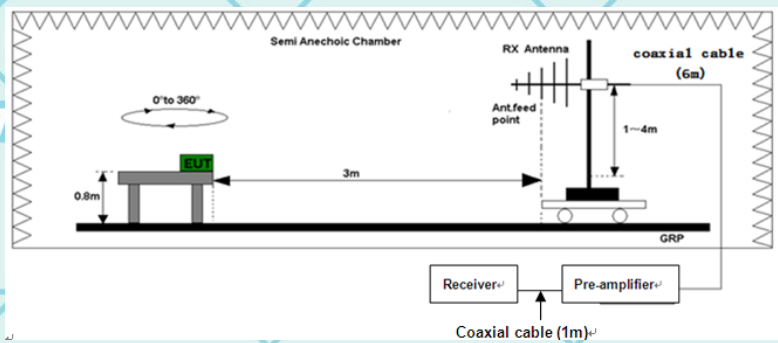 Semi Anechoic Chamber
RX Antenna
coaxial cable
(6m)
0°to 360°
Ant.feed
point
1～4m
EUT
3m
0.8m
GRP
Receiver
Pre-amplifier
Coaxial cable (1m)